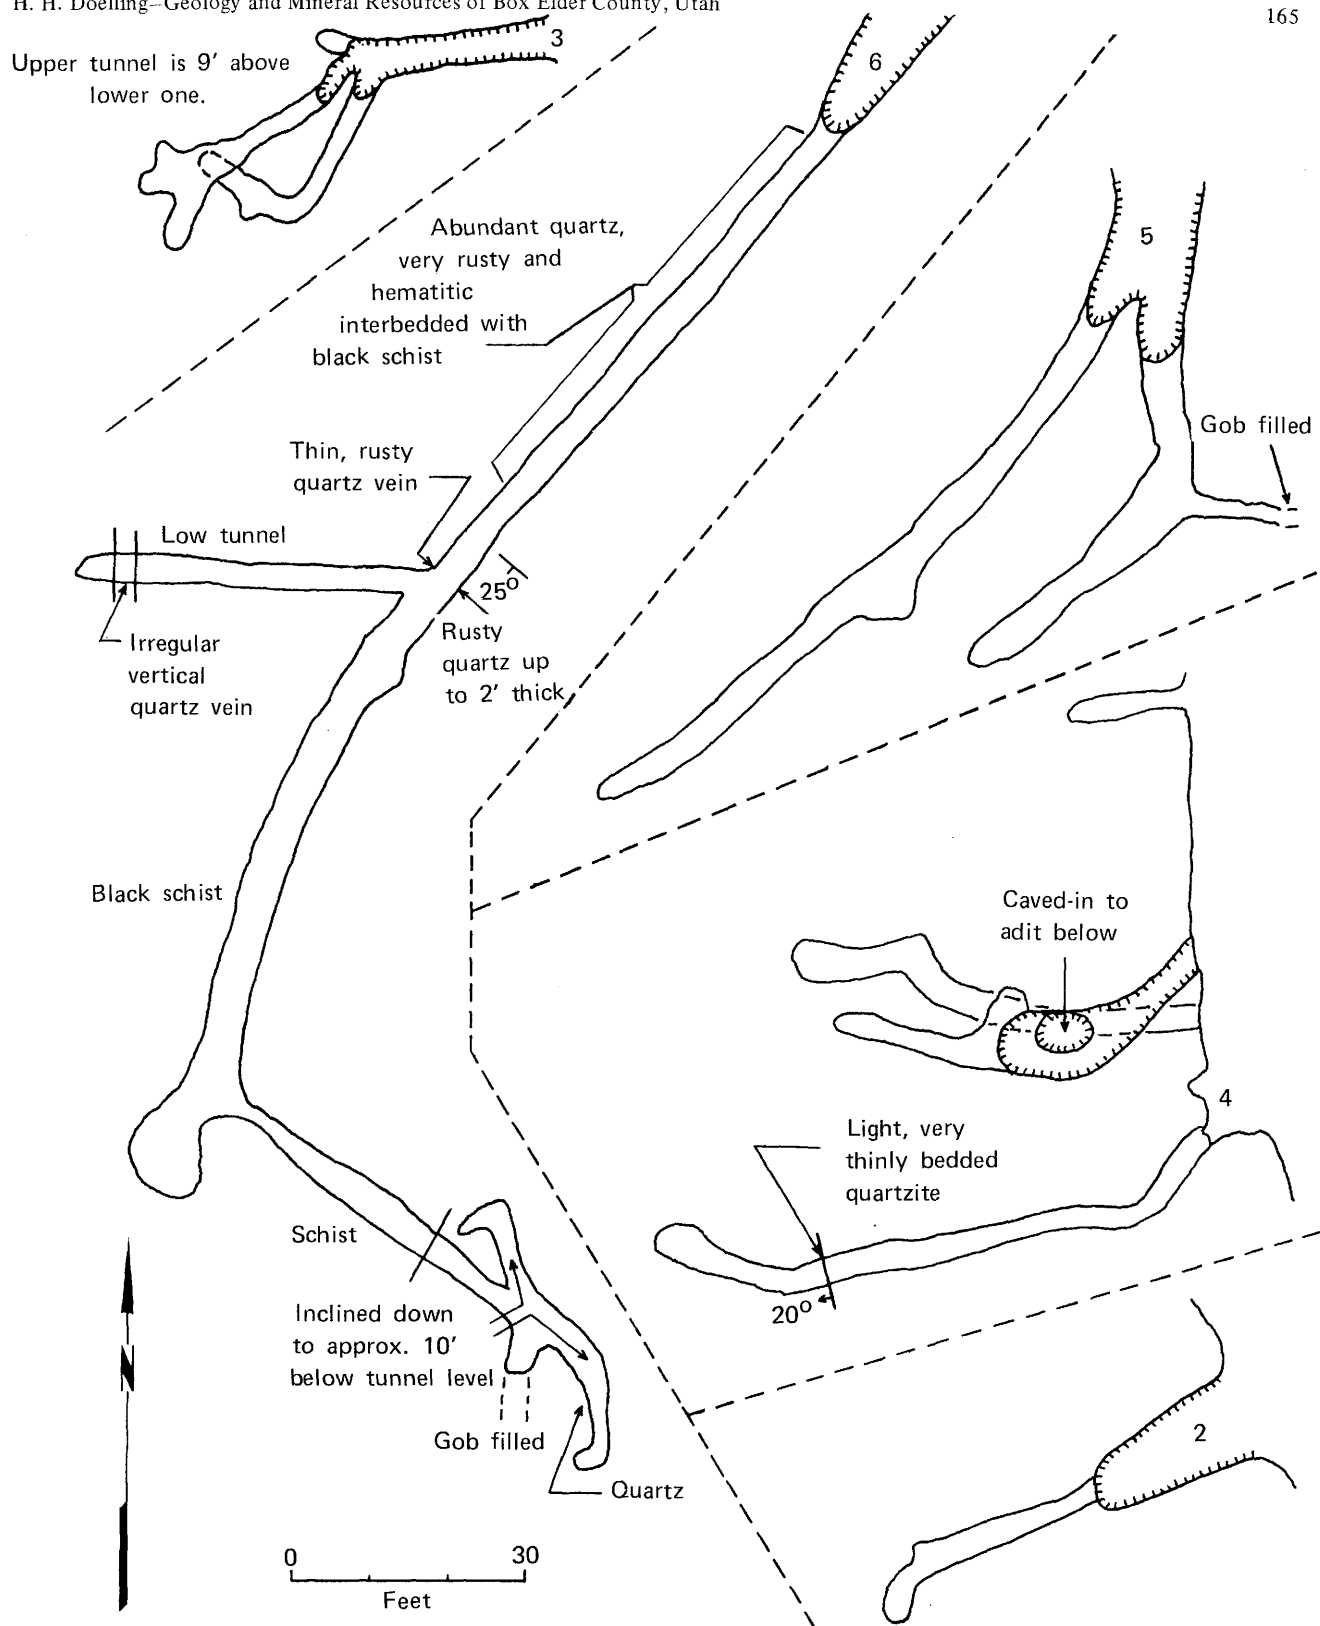 H. H. Doelling—Geology and Mineral Resources of Box Elder County, Utah
165
Upper tunnel is 9' above
lower one.
3
6
5
Abundant quartz,
very rusty and
hematitic
interbedded with
black schist
Gob filled
Thin, rusty
quartz vein
Low tunnel
25°
Irregular
vertical
quartz vein
Rusty
quartz up
to 2' thick
Black schist
Caved-in to
adit below
4
Light, very
thinly bedded
quartzite
20°
Schist
Inclined down
to approx. 10'
below tunnel level
Gob filled
Quartz
2
N
0 30
Feet